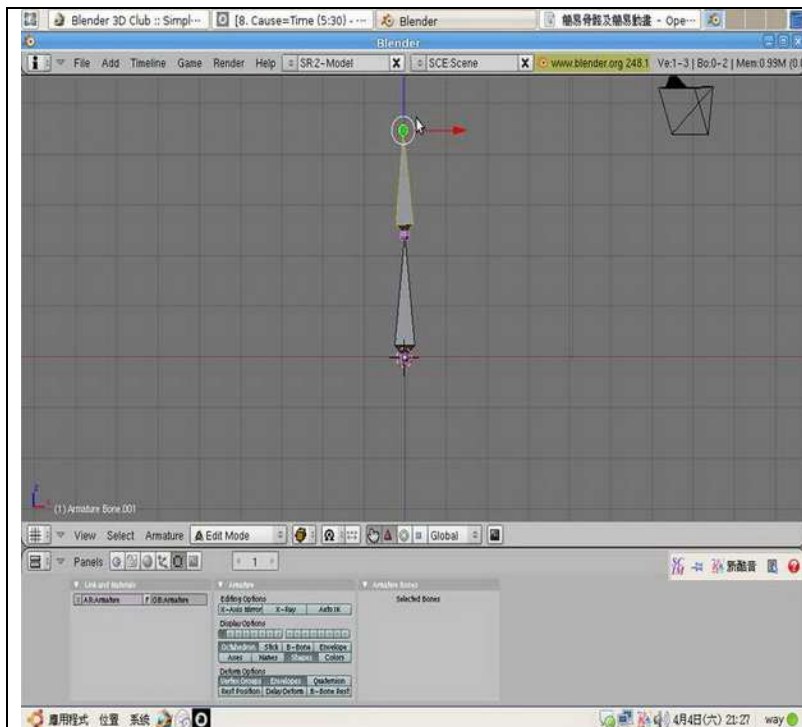 Blender 3D Club :: Simpl··· [8. Cause=Time (5:30) - ··· Blender 簡易骨骼及簡易動畫 - Ope···
Blender
File Add Timeline Game Render Help SR:2-Model X SCE:Scene X www.blender.org 248.1 Ve:1-3 | Bo:0-2 | Mem:0.99M (0.0
(1) Armature Bone.001
View Select Armature Edit Mode Global
Panels 1
新酷音
Link and Materials
AR:Armature F OB:Armature
Armature
Editing Options
X-Axis Mirror X-Ray Auto IK
Display Options
Octahedron Stick B-Bone Envelope
Axes Names Shapes Colors
Deform Options
Vertex Groups Envelopes Quaternion
Rest Position Delay Deform B-Bone Rest
Armature Bones
Selected Bones
應用程式 位置 系統 4月4日(六) 21:27 way